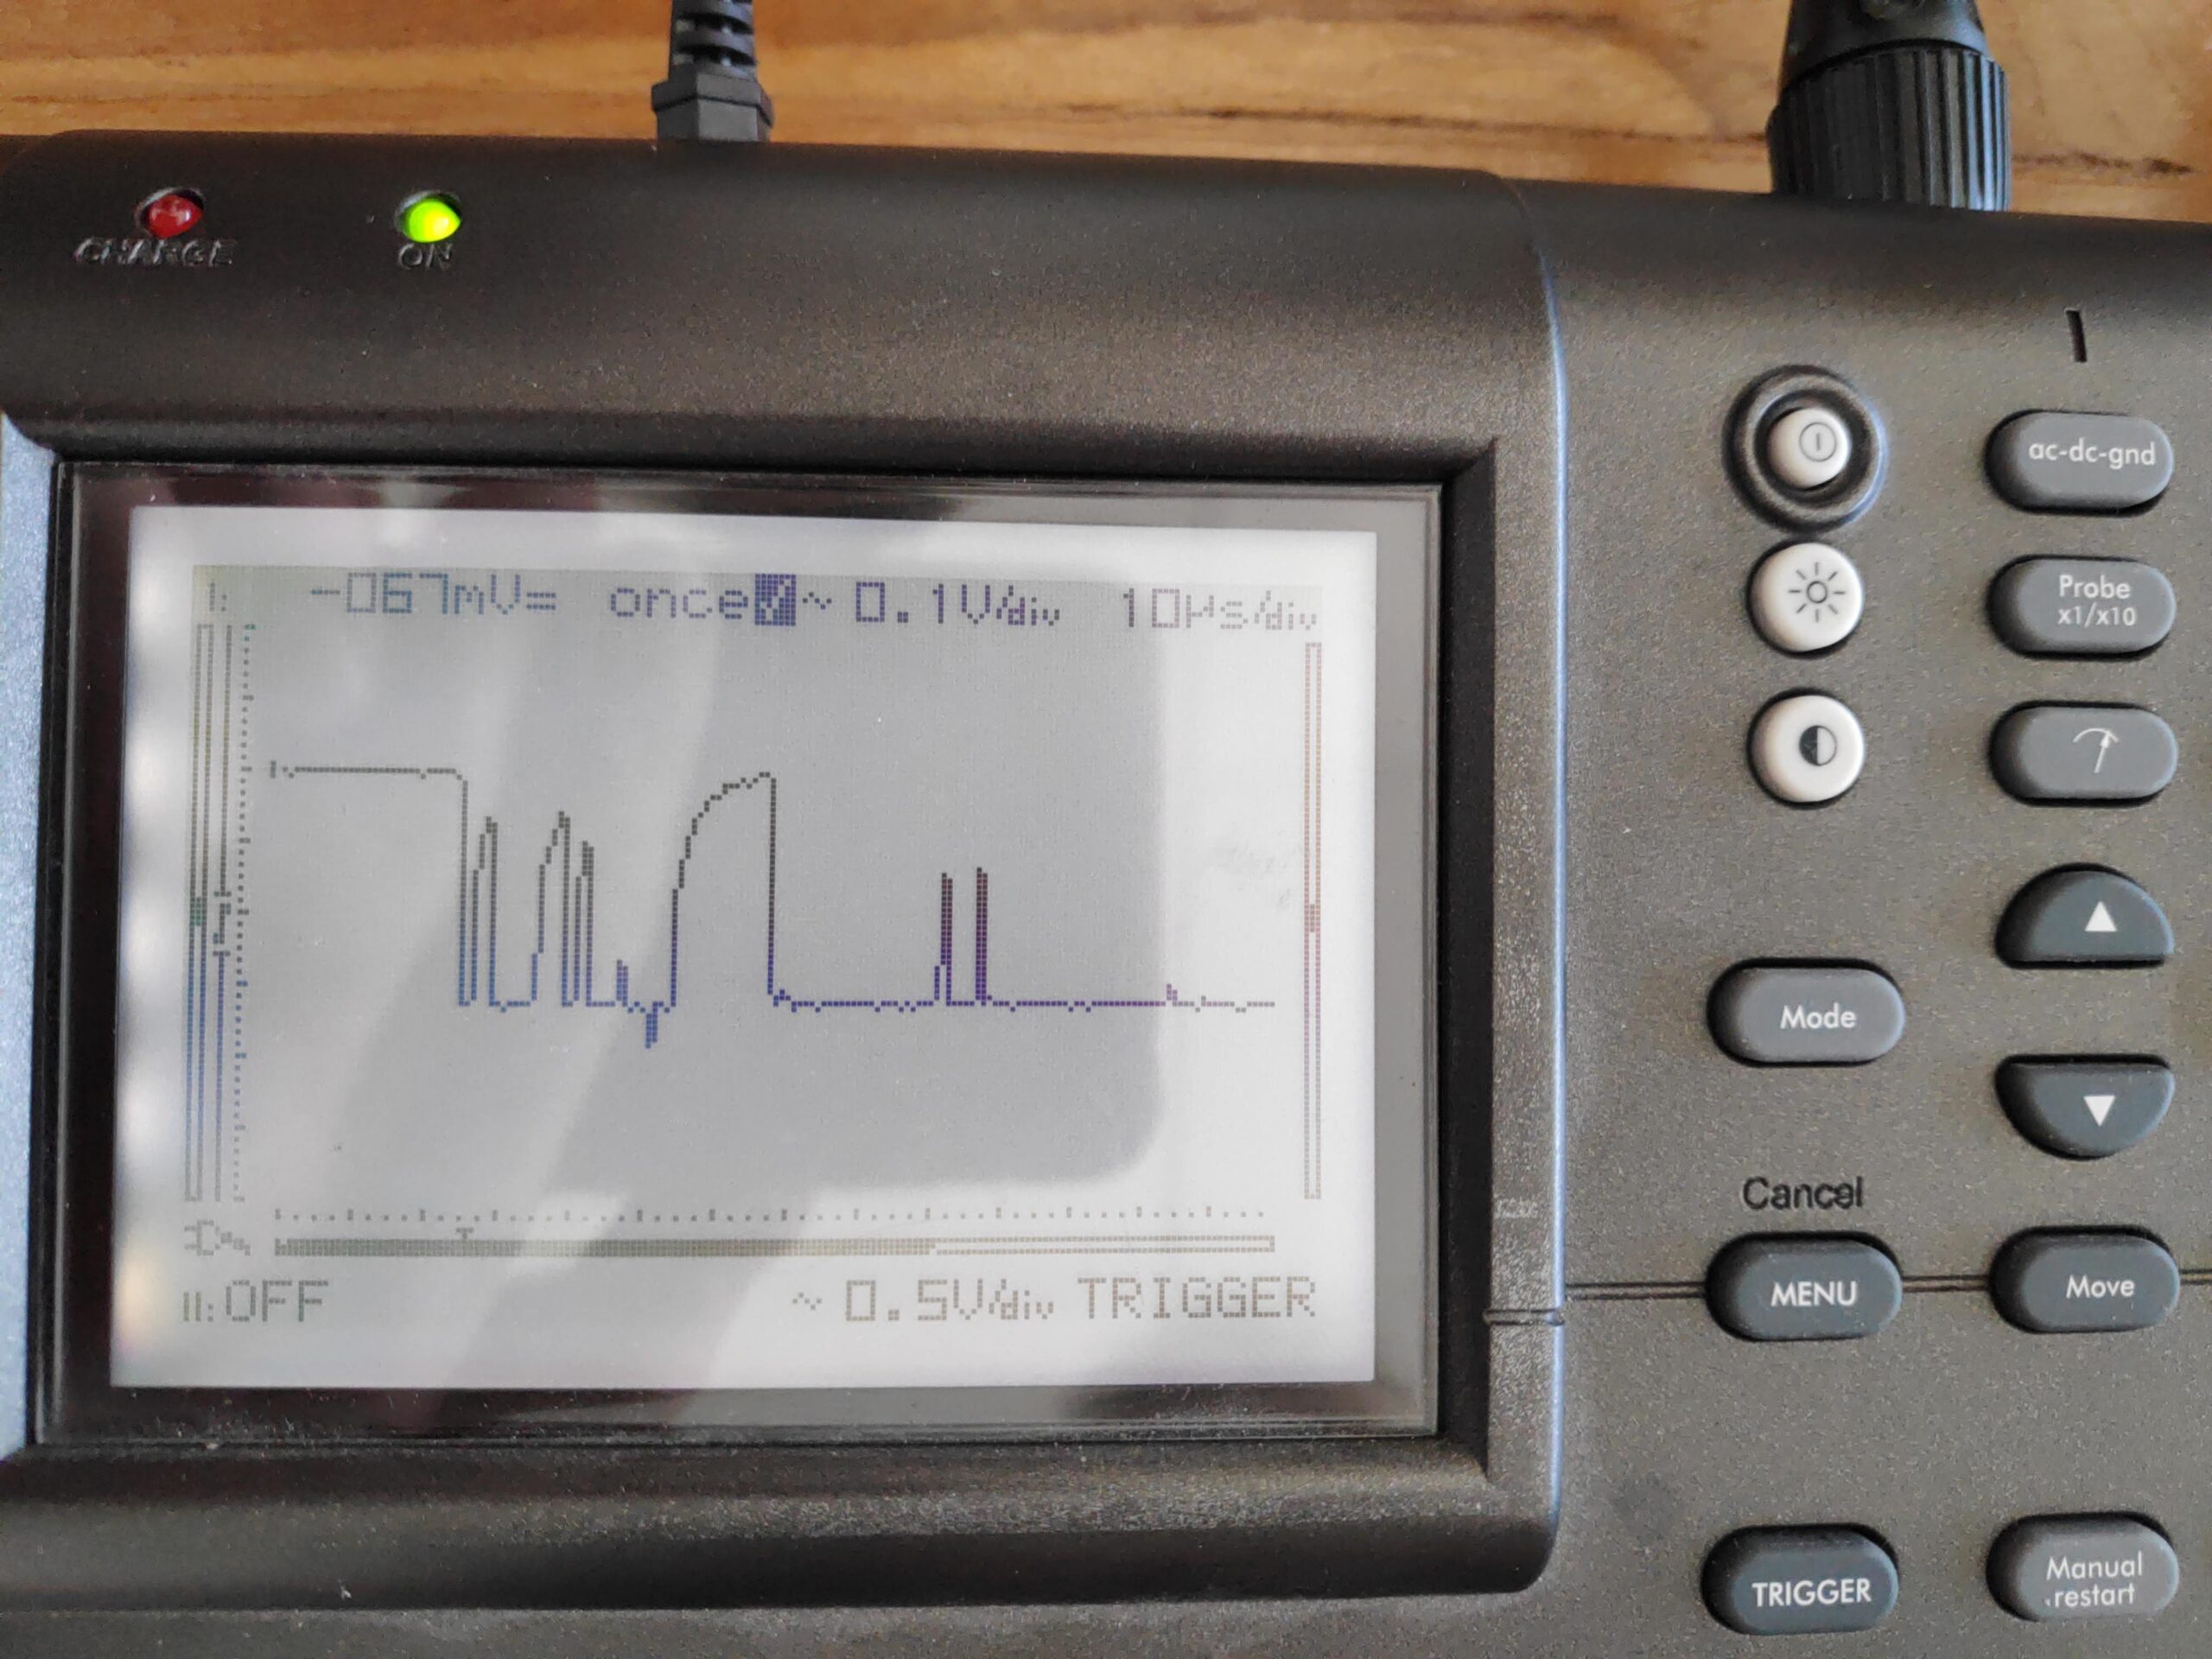 CHARGE
ON
I
ac-dc-gnd
I: -067mV= once~ 0.1V/div 10µs/div
Probe
x1/x10
Mode
Cancel
II:OFF ~ 0.5V/div TRIGGER
MENU
Move
TRIGGER
Manual
restart